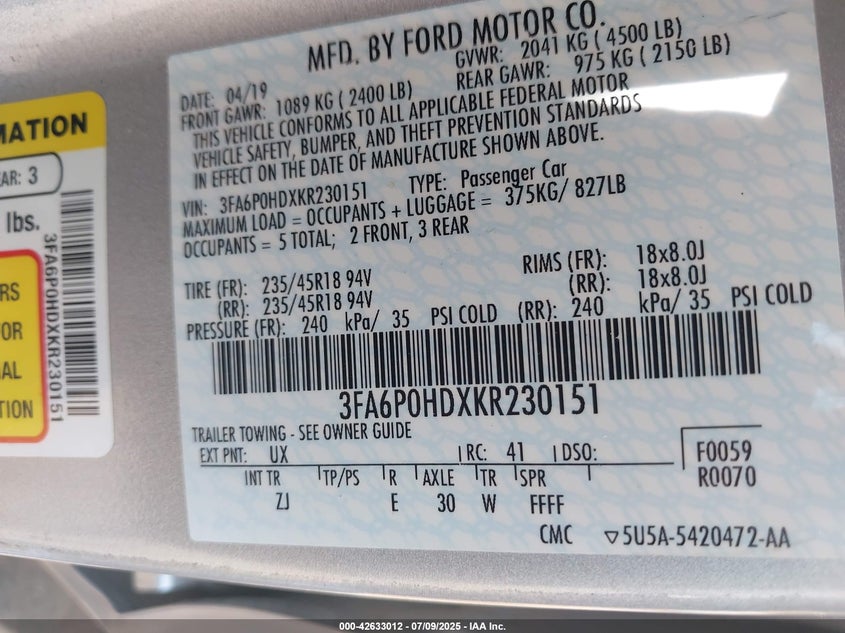 MATION
AR: 3
lbs.
3FA6P0HDXKR230151
RS
OR
AL
TION
MFD. BY FORD MOTOR CO.
DATE: 04/19 GVWR: 2041 KG ( 4500 LB)
FRONT GAWR: 1089 KG ( 2400 LB) REAR GAWR: 975 KG ( 2150 LB)
THIS VEHICLE CONFORMS TO ALL APPLICABLE FEDERAL MOTOR
VEHICLE SAFETY, BUMPER, AND THEFT PREVENTION STANDARDS
IN EFFECT ON THE DATE OF MANUFACTURE SHOWN ABOVE.
VIN: 3FA6P0HDXKR230151 TYPE: Passenger Car
MAXIMUM LOAD = OCCUPANTS + LUGGAGE = 375KG/ 827LB
OCCUPANTS = 5 TOTAL; 2 FRONT, 3 REAR
TIRE (FR): 235/45R18 94V RIMS (FR): 18x8.0J
(RR): 235/45R18 94V (RR): 18x8.0J
PRESSURE (FR): 240 kPa/ 35 PSI COLD (RR): 240 kPa/ 35 PSI COLD
3FA6P0HDXKR230151
TRAILER TOWING - SEE OWNER GUIDE
EXT PNT: UX RC: 41 DSO: F0059
INT TR TP/PS R AXLE TR SPR R0070
ZJ E 30 W FFFF
CMC ▽5U5A-5420472-AA
000-42633012 - 07/09/2025 - IAA Inc.